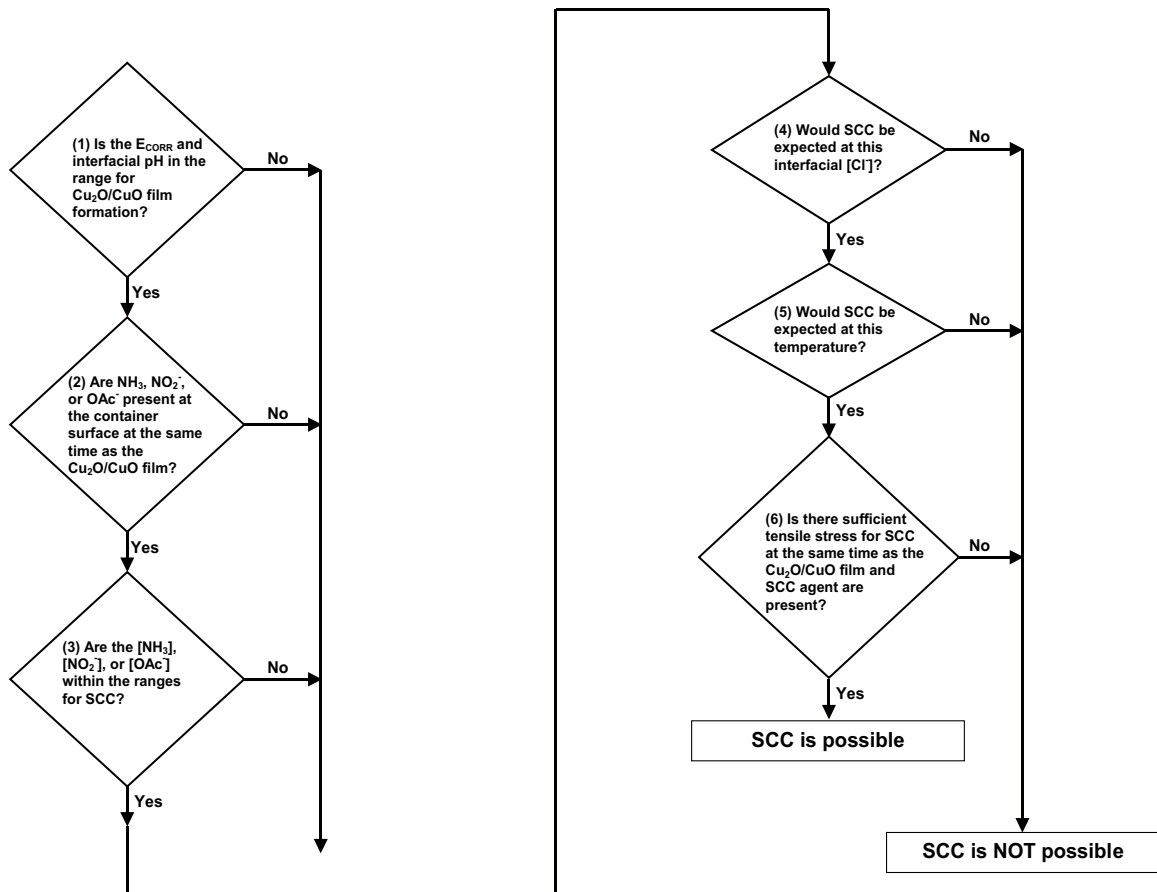 (1) Is the E_CORR and
interfacial pH in the
range for
Cu₂O/CuO film
formation?
No
Yes
(2) Are NH₃, NO₂⁻,
or OAc⁻ present at
the container
surface at the same
time as the
Cu₂O/CuO film?
No
Yes
(3) Are the [NH₃],
[NO₂⁻], or [OAc⁻]
within the ranges
for SCC?
No
Yes
(4) Would SCC be
expected at this
interfacial [Cl⁻]?
No
Yes
(5) Would SCC be
expected at this
temperature?
No
Yes
(6) Is there sufficient
tensile stress for SCC
at the same time as the
Cu₂O/CuO film and
SCC agent are
present?
No
Yes
SCC is possible
SCC is NOT possible